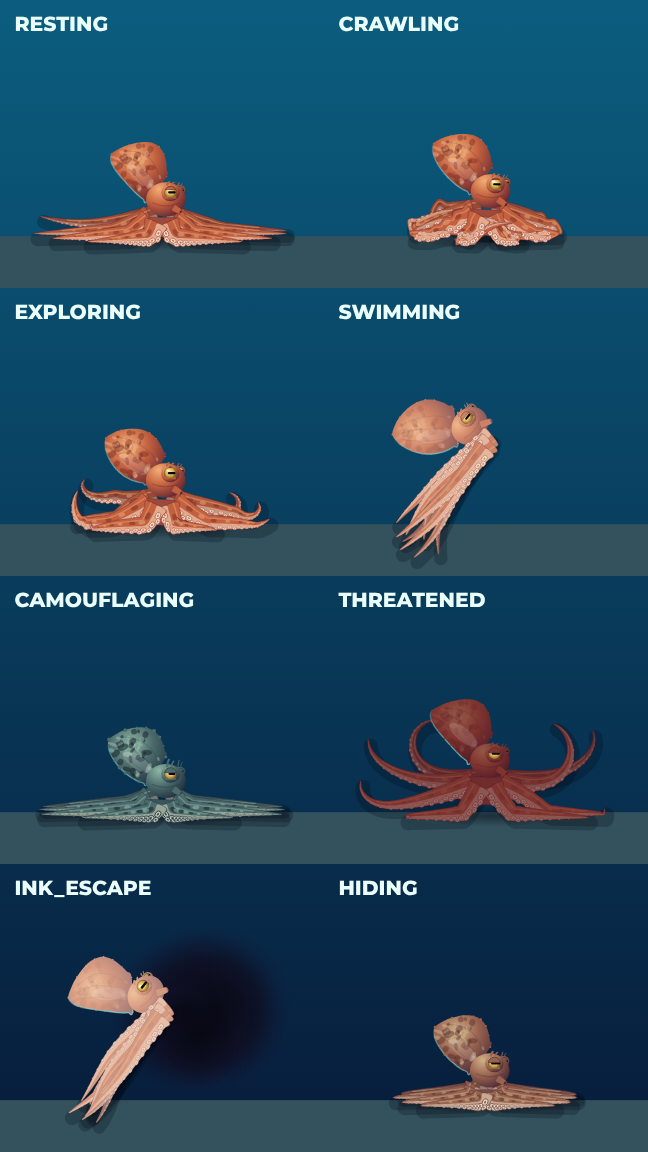 RESTING
CRAWLING
EXPLORING
SWIMMING
CAMOUFLAGING
THREATENED
INK_ESCAPE
HIDING